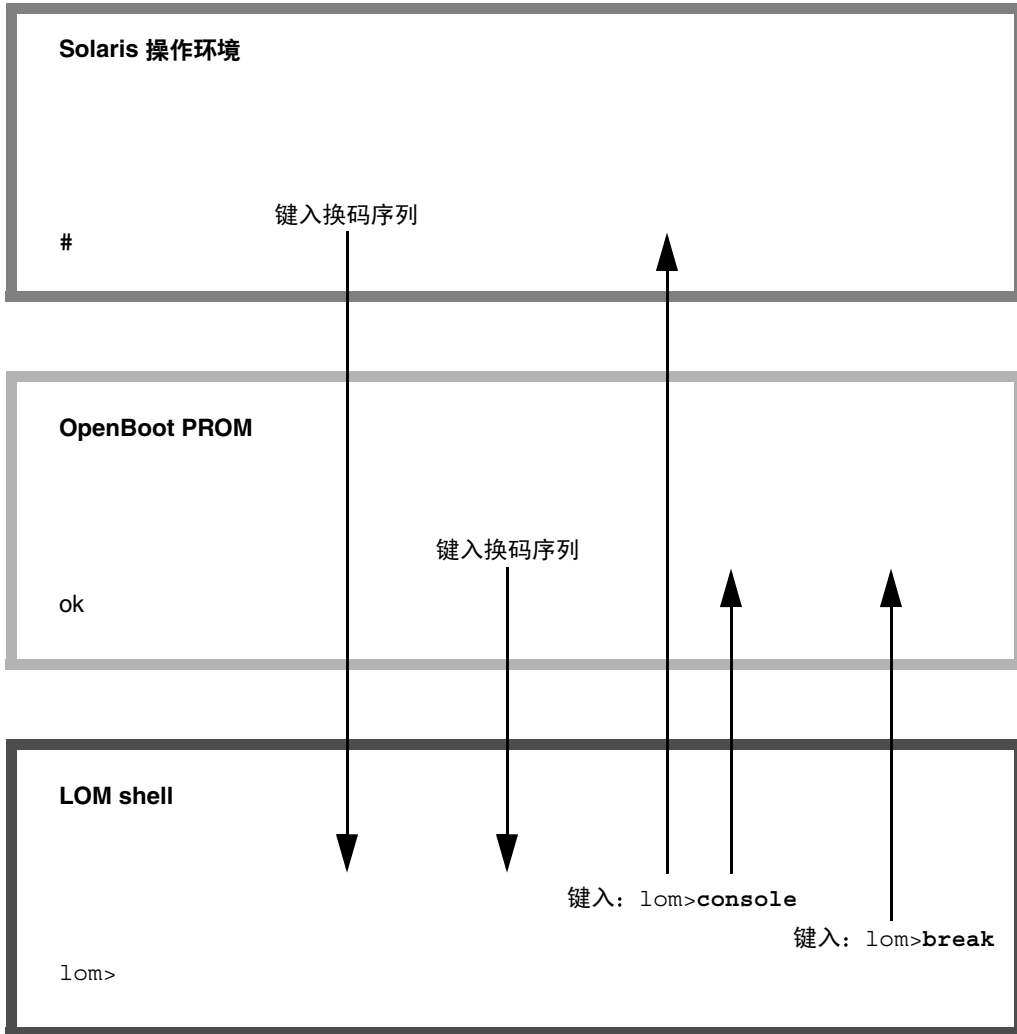 Solaris 操作环境
键入换码序列
#
OpenBoot PROM
键入换码序列
ok
LOM shell
键入：lom>console
键入：lom>break
lom>